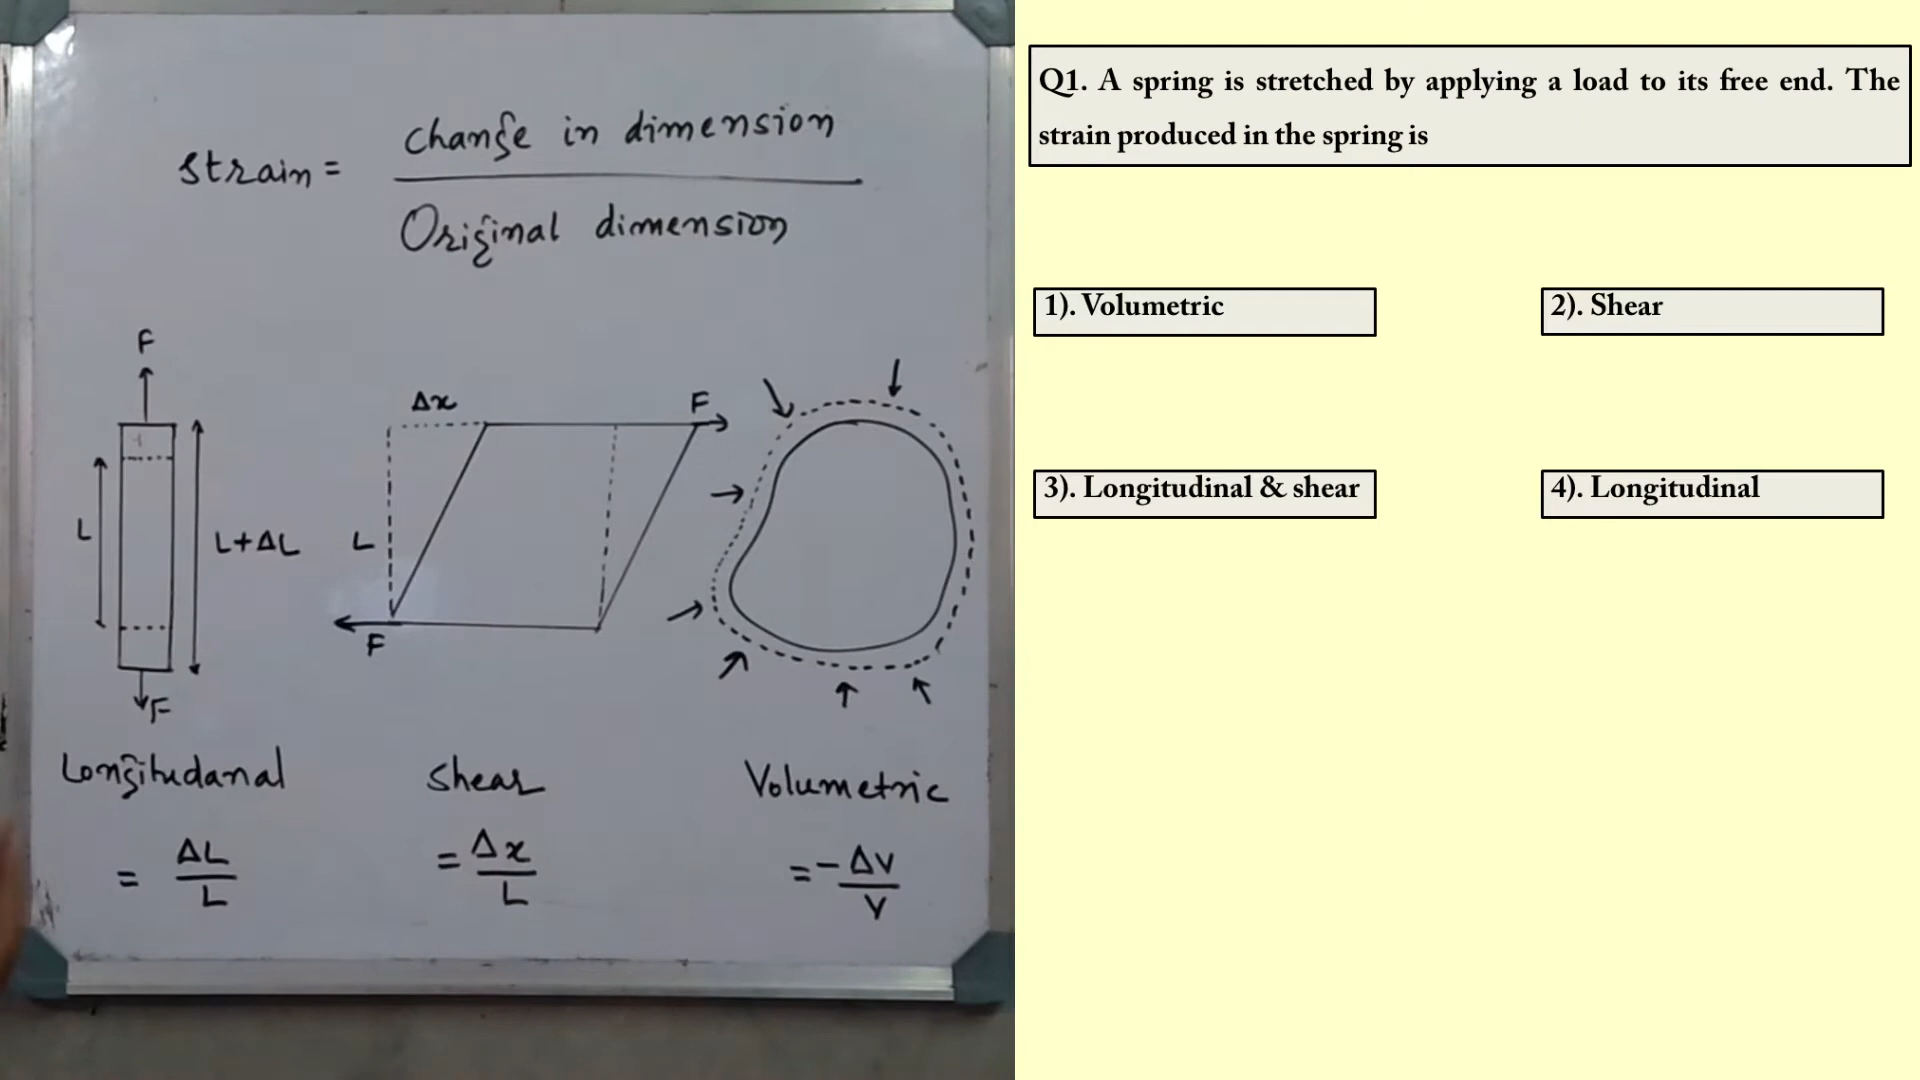 Strain = Change in dimension
Original dimension
F
L
L+ΔL
F
Δx
F
L
F
Longitudanal
= ΔL
L
Shear
= Δx
L
Volumetric
= -ΔV
V
Q1. A spring is stretched by applying a load to its free end. The
strain produced in the spring is
1). Volumetric
2). Shear
3). Longitudinal & shear
4). Longitudinal